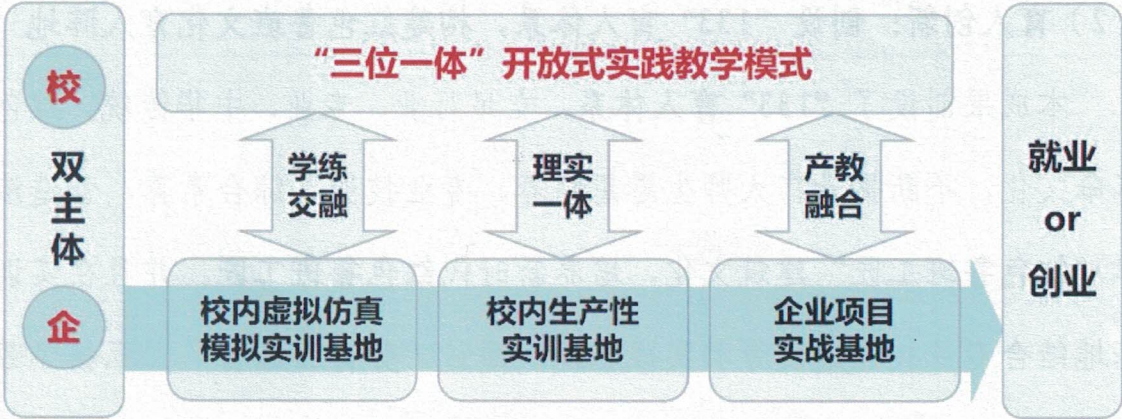 校
双
主
体
企
“三位一体”开放式实践教学模式
学练
交融
理实
一体
产教
融合
校内虚拟仿真
模拟实训基地
校内生产性
实训基地
企业项目
实战基地
就业
or
创业